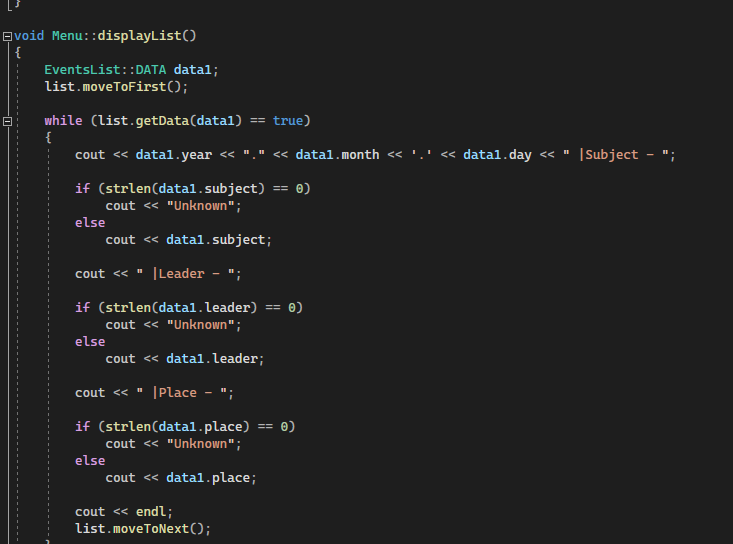 }
void Menu::displayList()
{
    EventsList::DATA data1;
    list.moveToFirst();
    while (list.getData(data1) == true)
    {
        cout << data1.year << "." << data1.month << '.' << data1.day << " |Subject - ";
        if (strlen(data1.subject) == 0)
            cout << "Unknown";
        else
            cout << data1.subject;
        cout << " |Leader - ";
        if (strlen(data1.leader) == 0)
            cout << "Unknown";
        else
            cout << data1.leader;
        cout << " |Place - ";
        if (strlen(data1.place) == 0)
            cout << "Unknown";
        else
            cout << data1.place;
        cout << endl;
        list.moveToNext();
    }